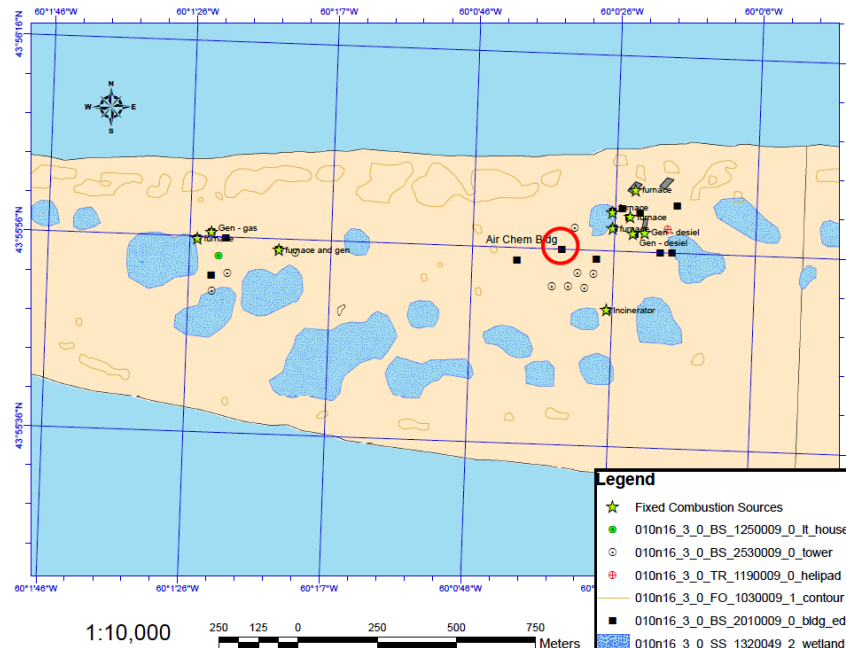 60°1'46"W 60°1'26"W 60°1'7"W 60°0'46"W 60°0'26"W 60°0'6"W
43°56'16"N
N
W E
S
furnace
furnace
furnace
Gen - gas
furnace
furnace
Gen - desiel
43°55'56"N
Air Chem Bldg
Gen - desiel
furnace and gen
Incinerator
43°55'36"N
Legend
Fixed Combustion Sources
010n16_3_0_BS_1250009_0_lt_house
010n16_3_0_BS_2530009_0_tower
010n16_3_0_TR_1190009_0_helipad
010n16_3_0_FO_1030009_1_contour
010n16_3_0_BS_2010009_0_bldg_ed
010n16_3_0_SS_1320049_2_wetland
60°1'46"W 60°1'26"W 60°1'7"W 60°0'46"W
1:10,000
250 125 0 250 500 750
Meters